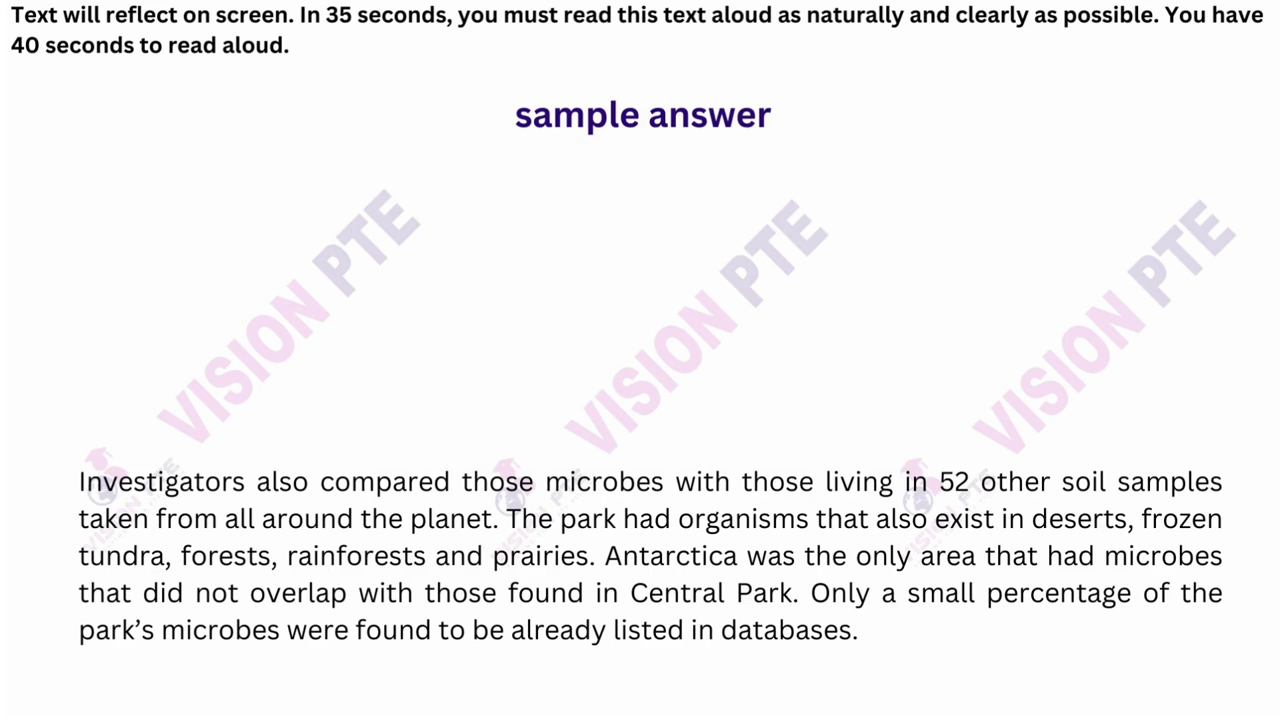 Text will reflect on screen. In 35 seconds, you must read this text aloud as naturally and clearly as possible. You have
40 seconds to read aloud.
sample answer
VISION PTE VISION PTE VISION PTE
Investigators also compared those microbes with those living in 52 other soil samples
taken from all around the planet. The park had organisms that also exist in deserts, frozen
tundra, forests, rainforests and prairies. Antarctica was the only area that had microbes
that did not overlap with those found in Central Park. Only a small percentage of the
park’s microbes were found to be already listed in databases.